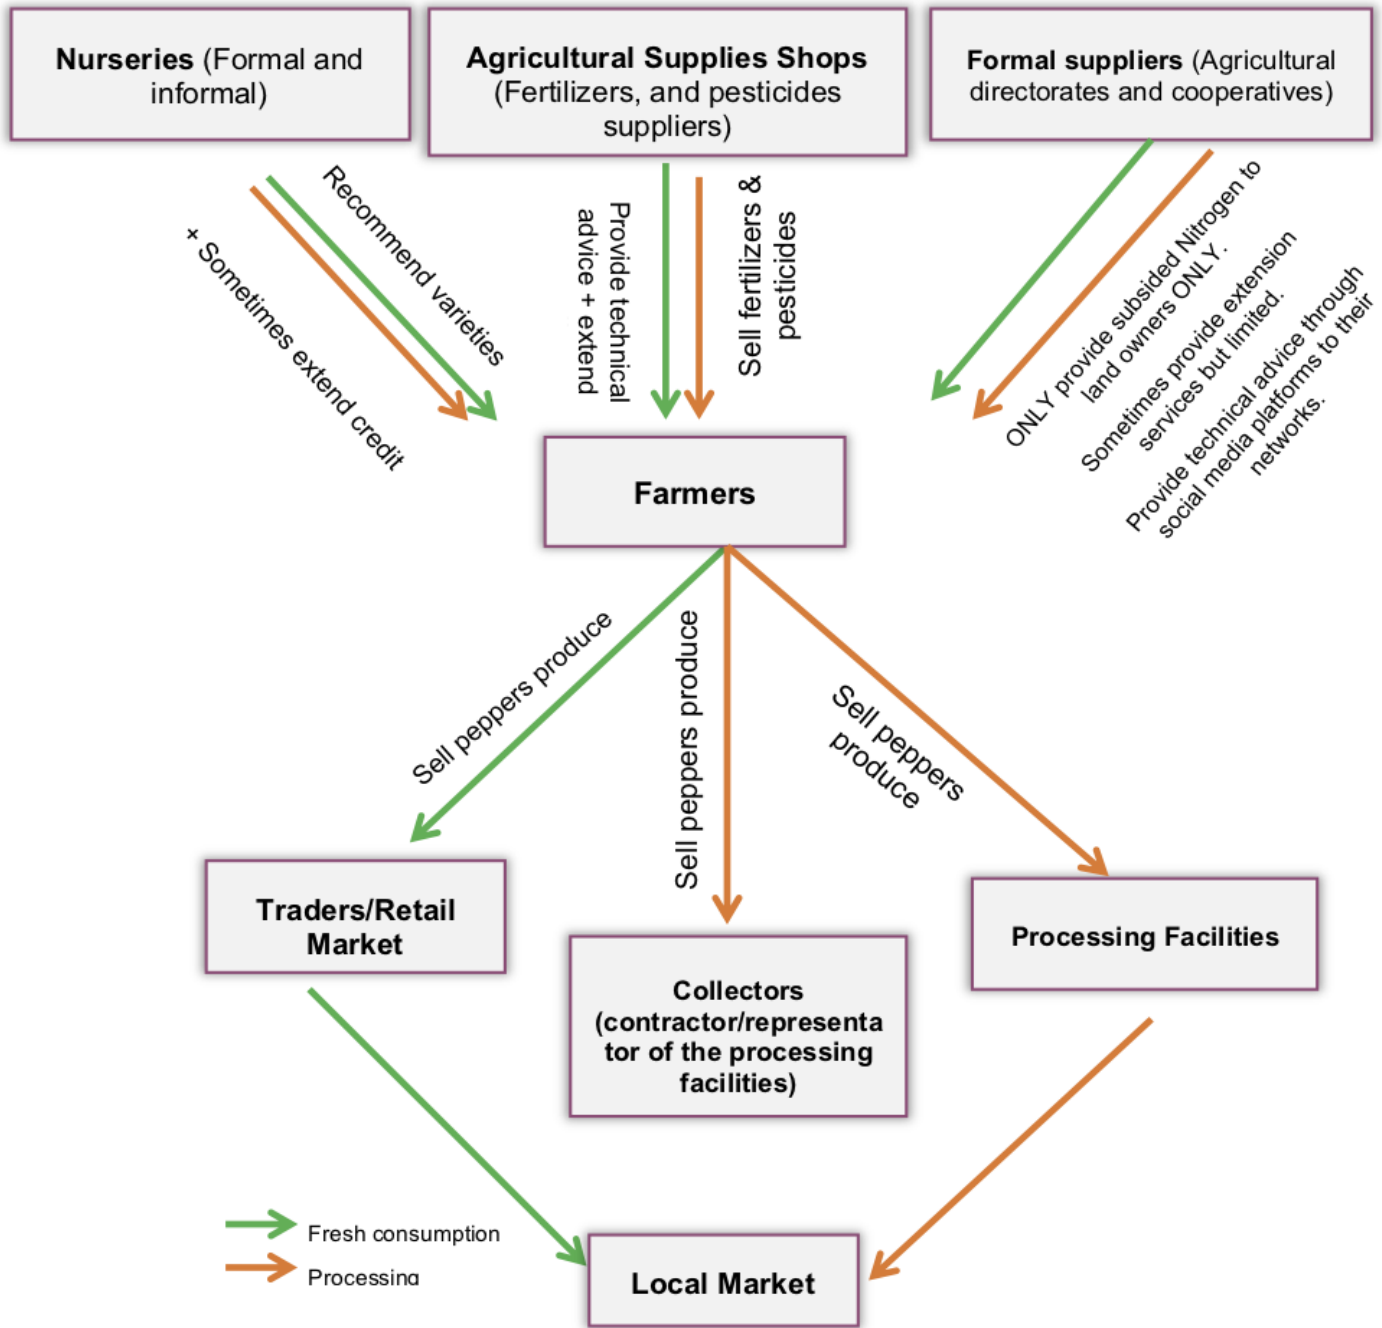 Nurseries (Formal and
informal)
Agricultural Supplies Shops
(Fertilizers, and pesticides
suppliers)
Formal suppliers (Agricultural
directorates and cooperatives)
Recommend varieties
+ Sometimes extend credit
Provide technical
advice + extend
Sell fertilizers &
pesticides
ONLY provide subsided Nitrogen to
land owners ONLY.
Sometimes provide extension
services but limited.
Provide technical advice through
social media platforms to their
networks.
Farmers
Sell peppers produce
Sell peppers produce
Sell peppers
produce
Traders/Retail
Market
Collectors
(contractor/representa
tor of the processing
facilities)
Processing Facilities
Fresh consumption
Processing
Local Market